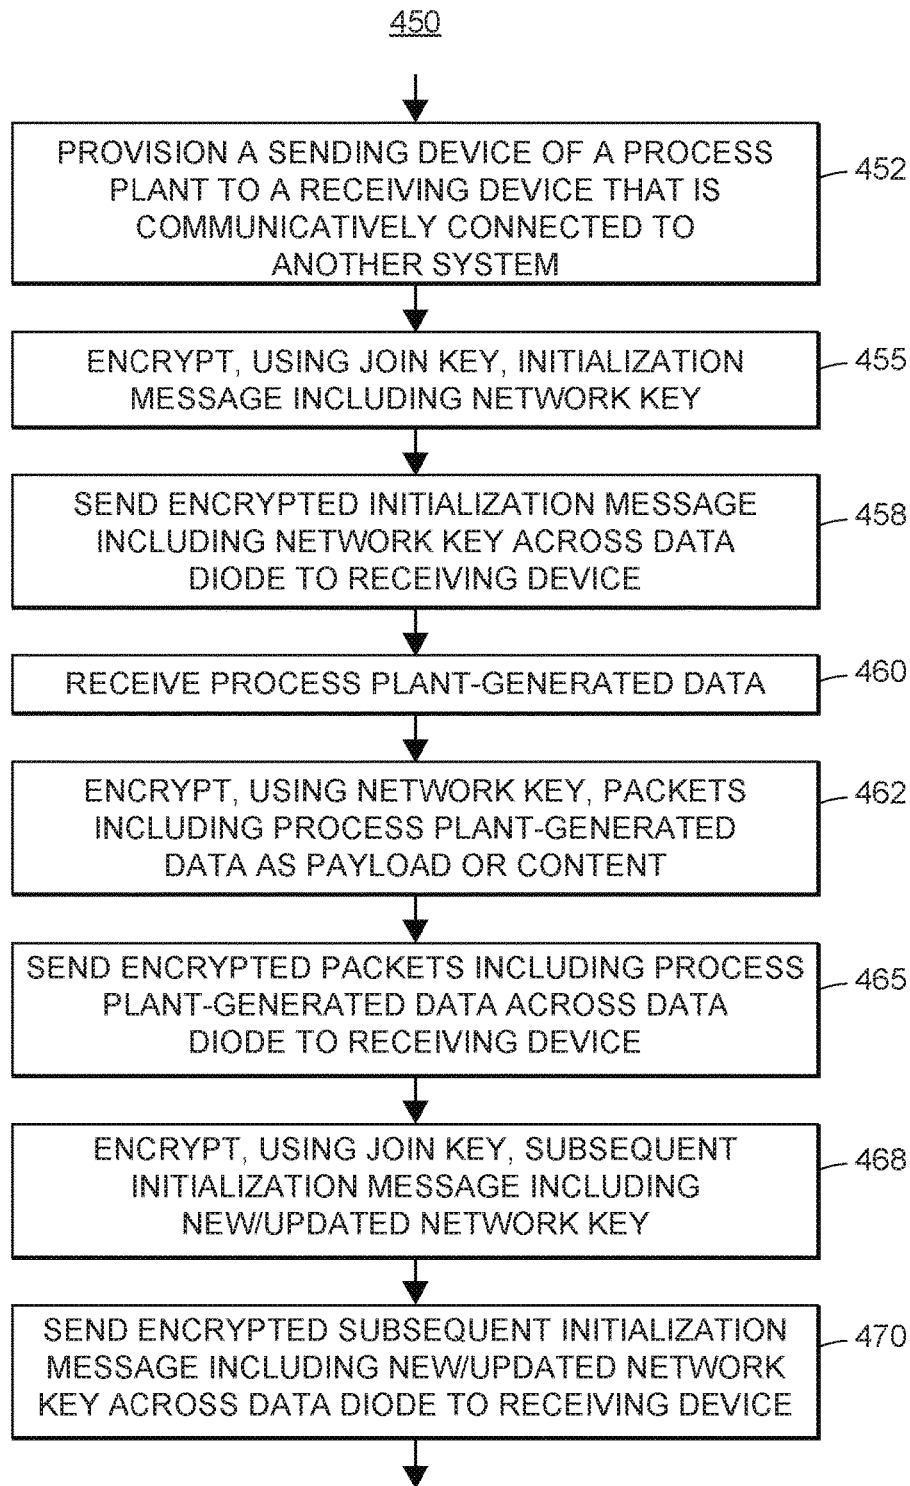 450
PROVISION A SENDING DEVICE OF A PROCESS
PLANT TO A RECEIVING DEVICE THAT IS
COMMUNICATIVELY CONNECTED TO
ANOTHER SYSTEM
452
ENCRYPT, USING JOIN KEY, INITIALIZATION
MESSAGE INCLUDING NETWORK KEY
455
SEND ENCRYPTED INITIALIZATION MESSAGE
INCLUDING NETWORK KEY ACROSS DATA
DIODE TO RECEIVING DEVICE
458
RECEIVE PROCESS PLANT-GENERATED DATA
460
ENCRYPT, USING NETWORK KEY, PACKETS
INCLUDING PROCESS PLANT-GENERATED
DATA AS PAYLOAD OR CONTENT
462
SEND ENCRYPTED PACKETS INCLUDING PROCESS
PLANT-GENERATED DATA ACROSS DATA
DIODE TO RECEIVING DEVICE
465
ENCRYPT, USING JOIN KEY, SUBSEQUENT
INITIALIZATION MESSAGE INCLUDING
NEW/UPDATED NETWORK KEY
468
SEND ENCRYPTED SUBSEQUENT INITIALIZATION
MESSAGE INCLUDING NEW/UPDATED NETWORK
KEY ACROSS DATA DIODE TO RECEIVING DEVICE
470